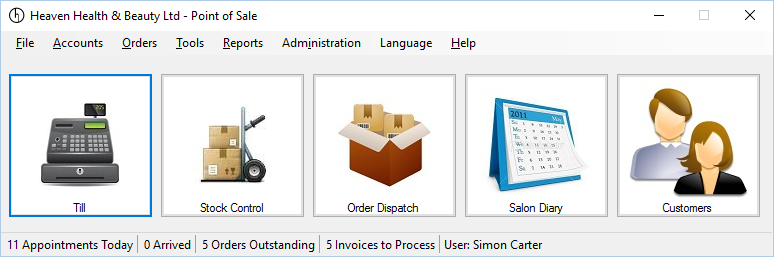 Heaven Health & Beauty Ltd - Point of Sale
File Accounts Orders Tools Reports Administration Language Help
2011 May
Till Stock Control Order Dispatch Salon Diary Customers
11 Appointments Today 0 Arrived 5 Orders Outstanding 5 Invoices to Process User: Simon Carter